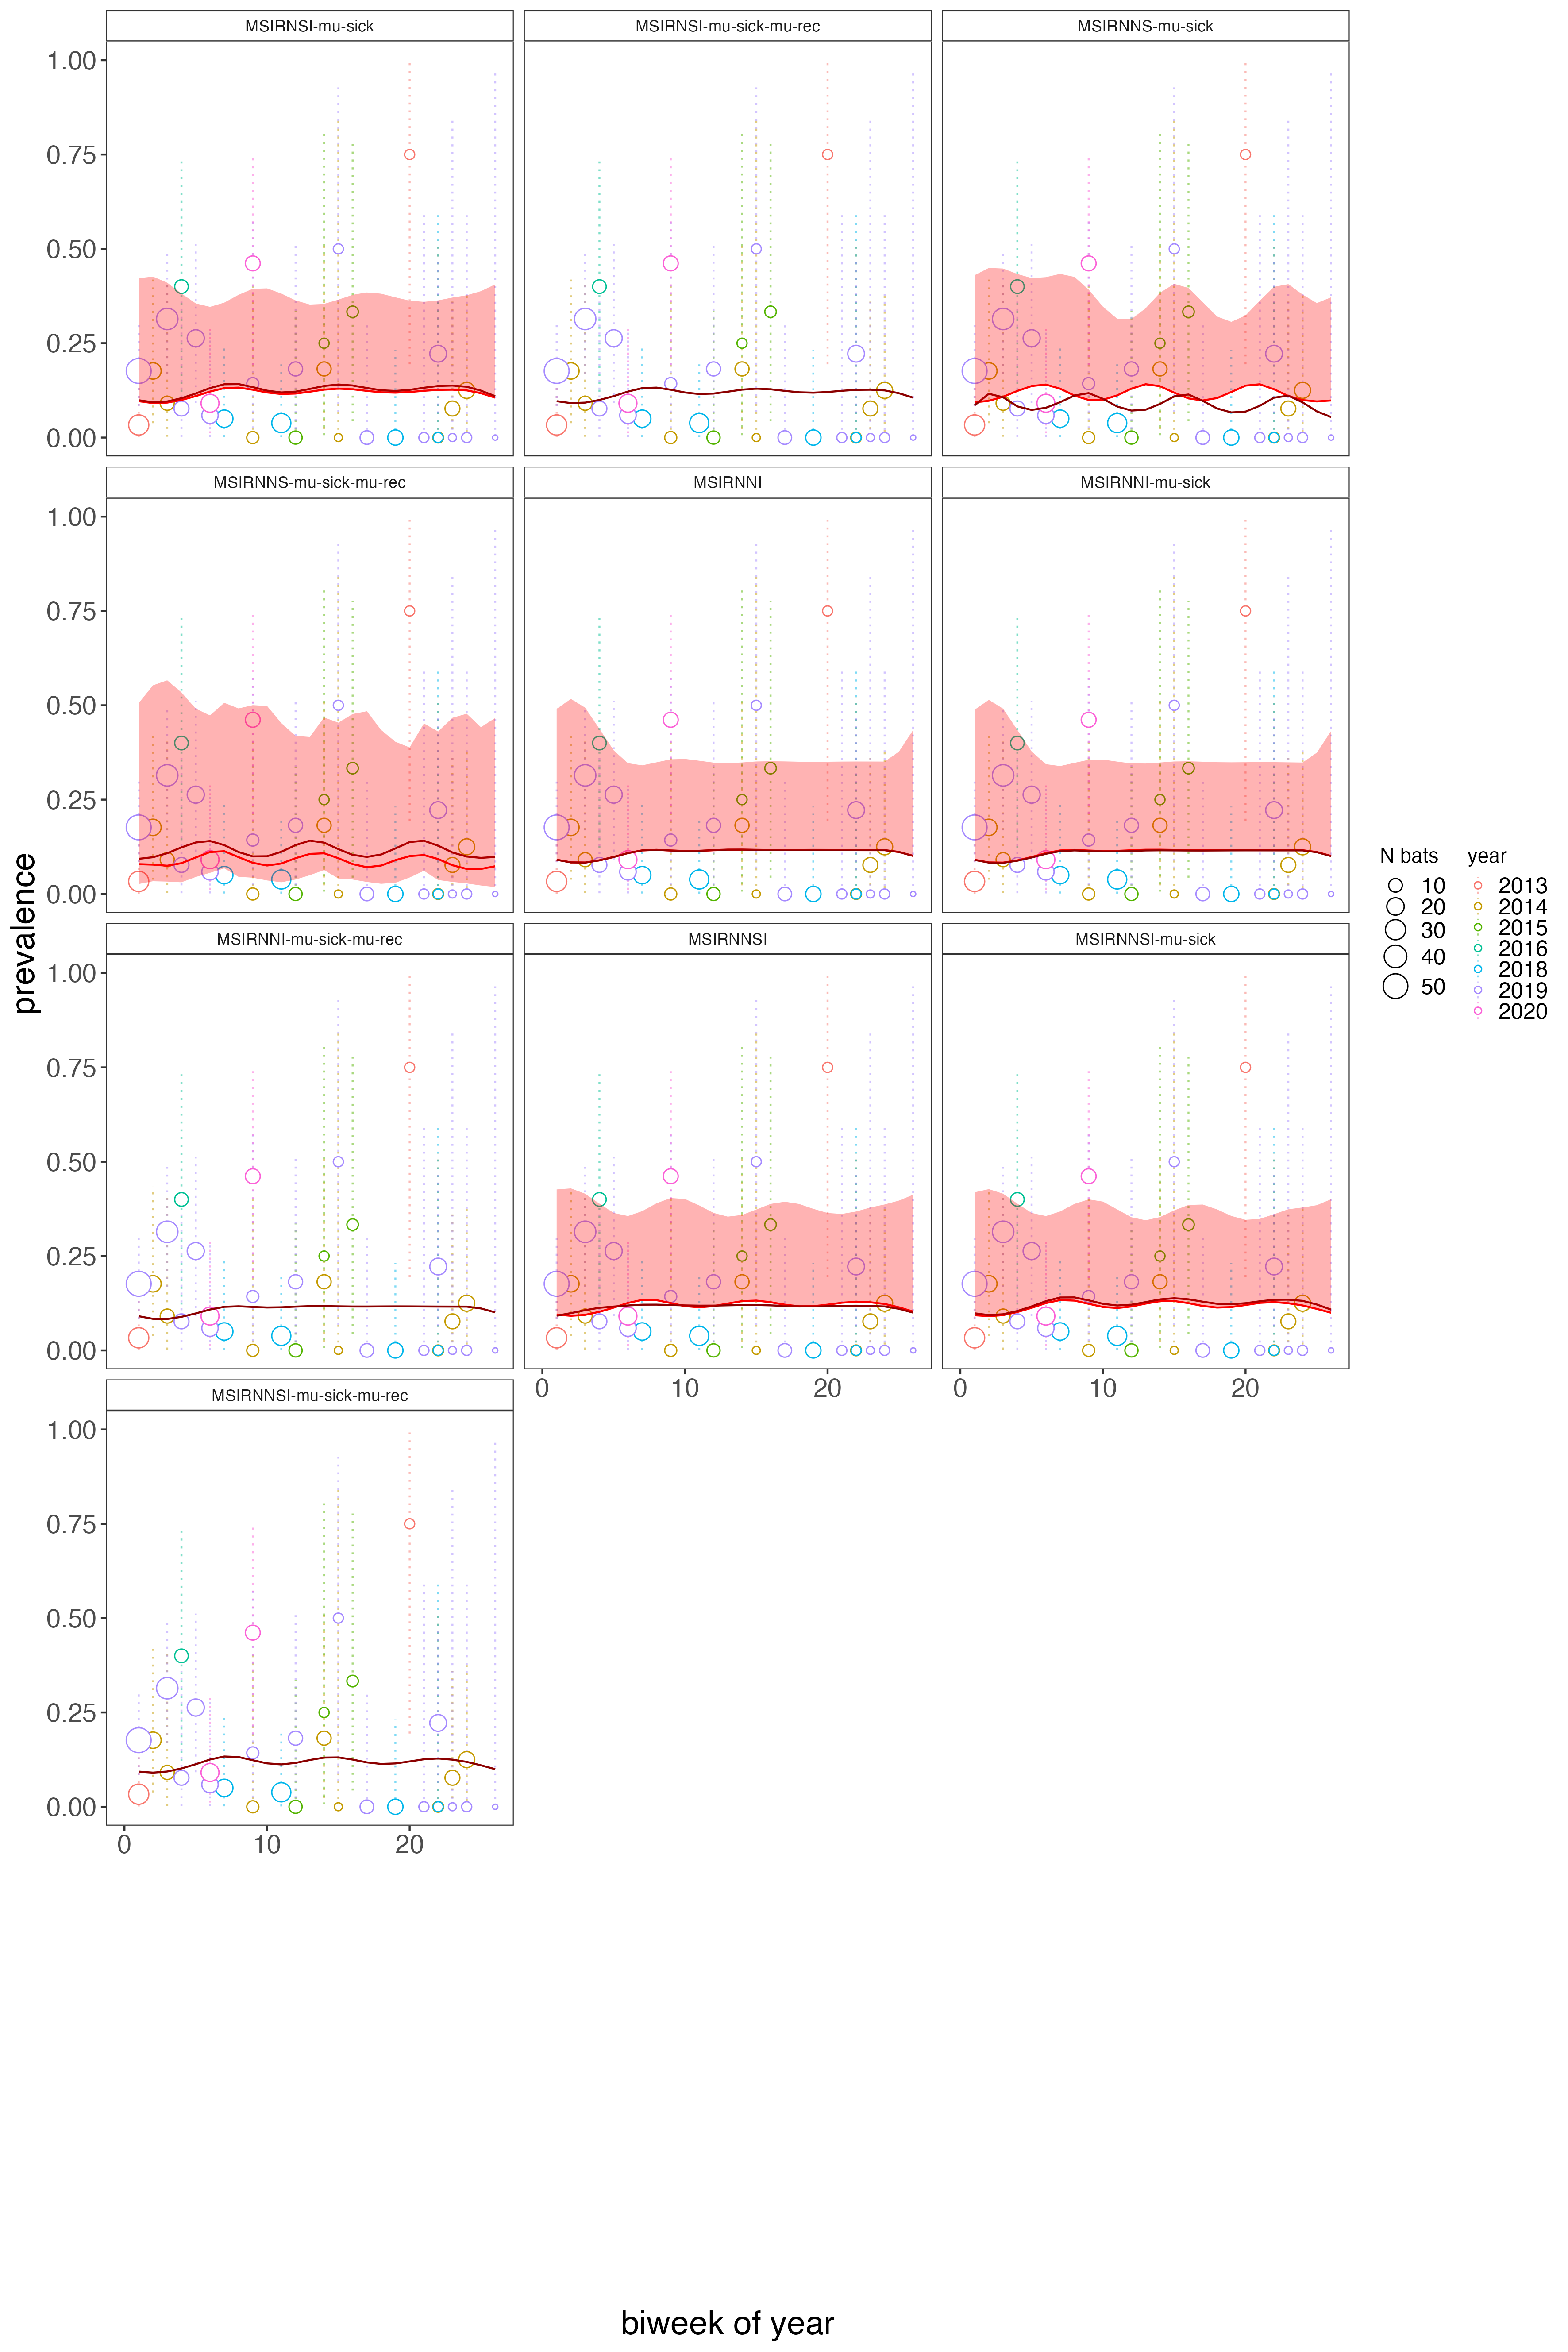 MSIRNSI-mu-sick
MSIRNSI-mu-sick-mu-rec
MSIRNNS-mu-sick
1.00
0.75
0.50
0.25
0.00
MSIRNNS-mu-sick-mu-rec
MSIRNNI
MSIRNNI-mu-sick
1.00
0.75
0.50
0.25
0.00
MSIRNNI-mu-sick-mu-rec
MSIRNNSI
MSIRNNSI-mu-sick
1.00
0.75
0.50
0.25
0.00
0 10 20
0 10 20
MSIRNNSI-mu-sick-mu-rec
1.00
0.75
0.50
0.25
0.00
0 10 20
prevalence
biweek of year
N bats
10
20
30
40
50
year
2013
2014
2015
2016
2018
2019
2020